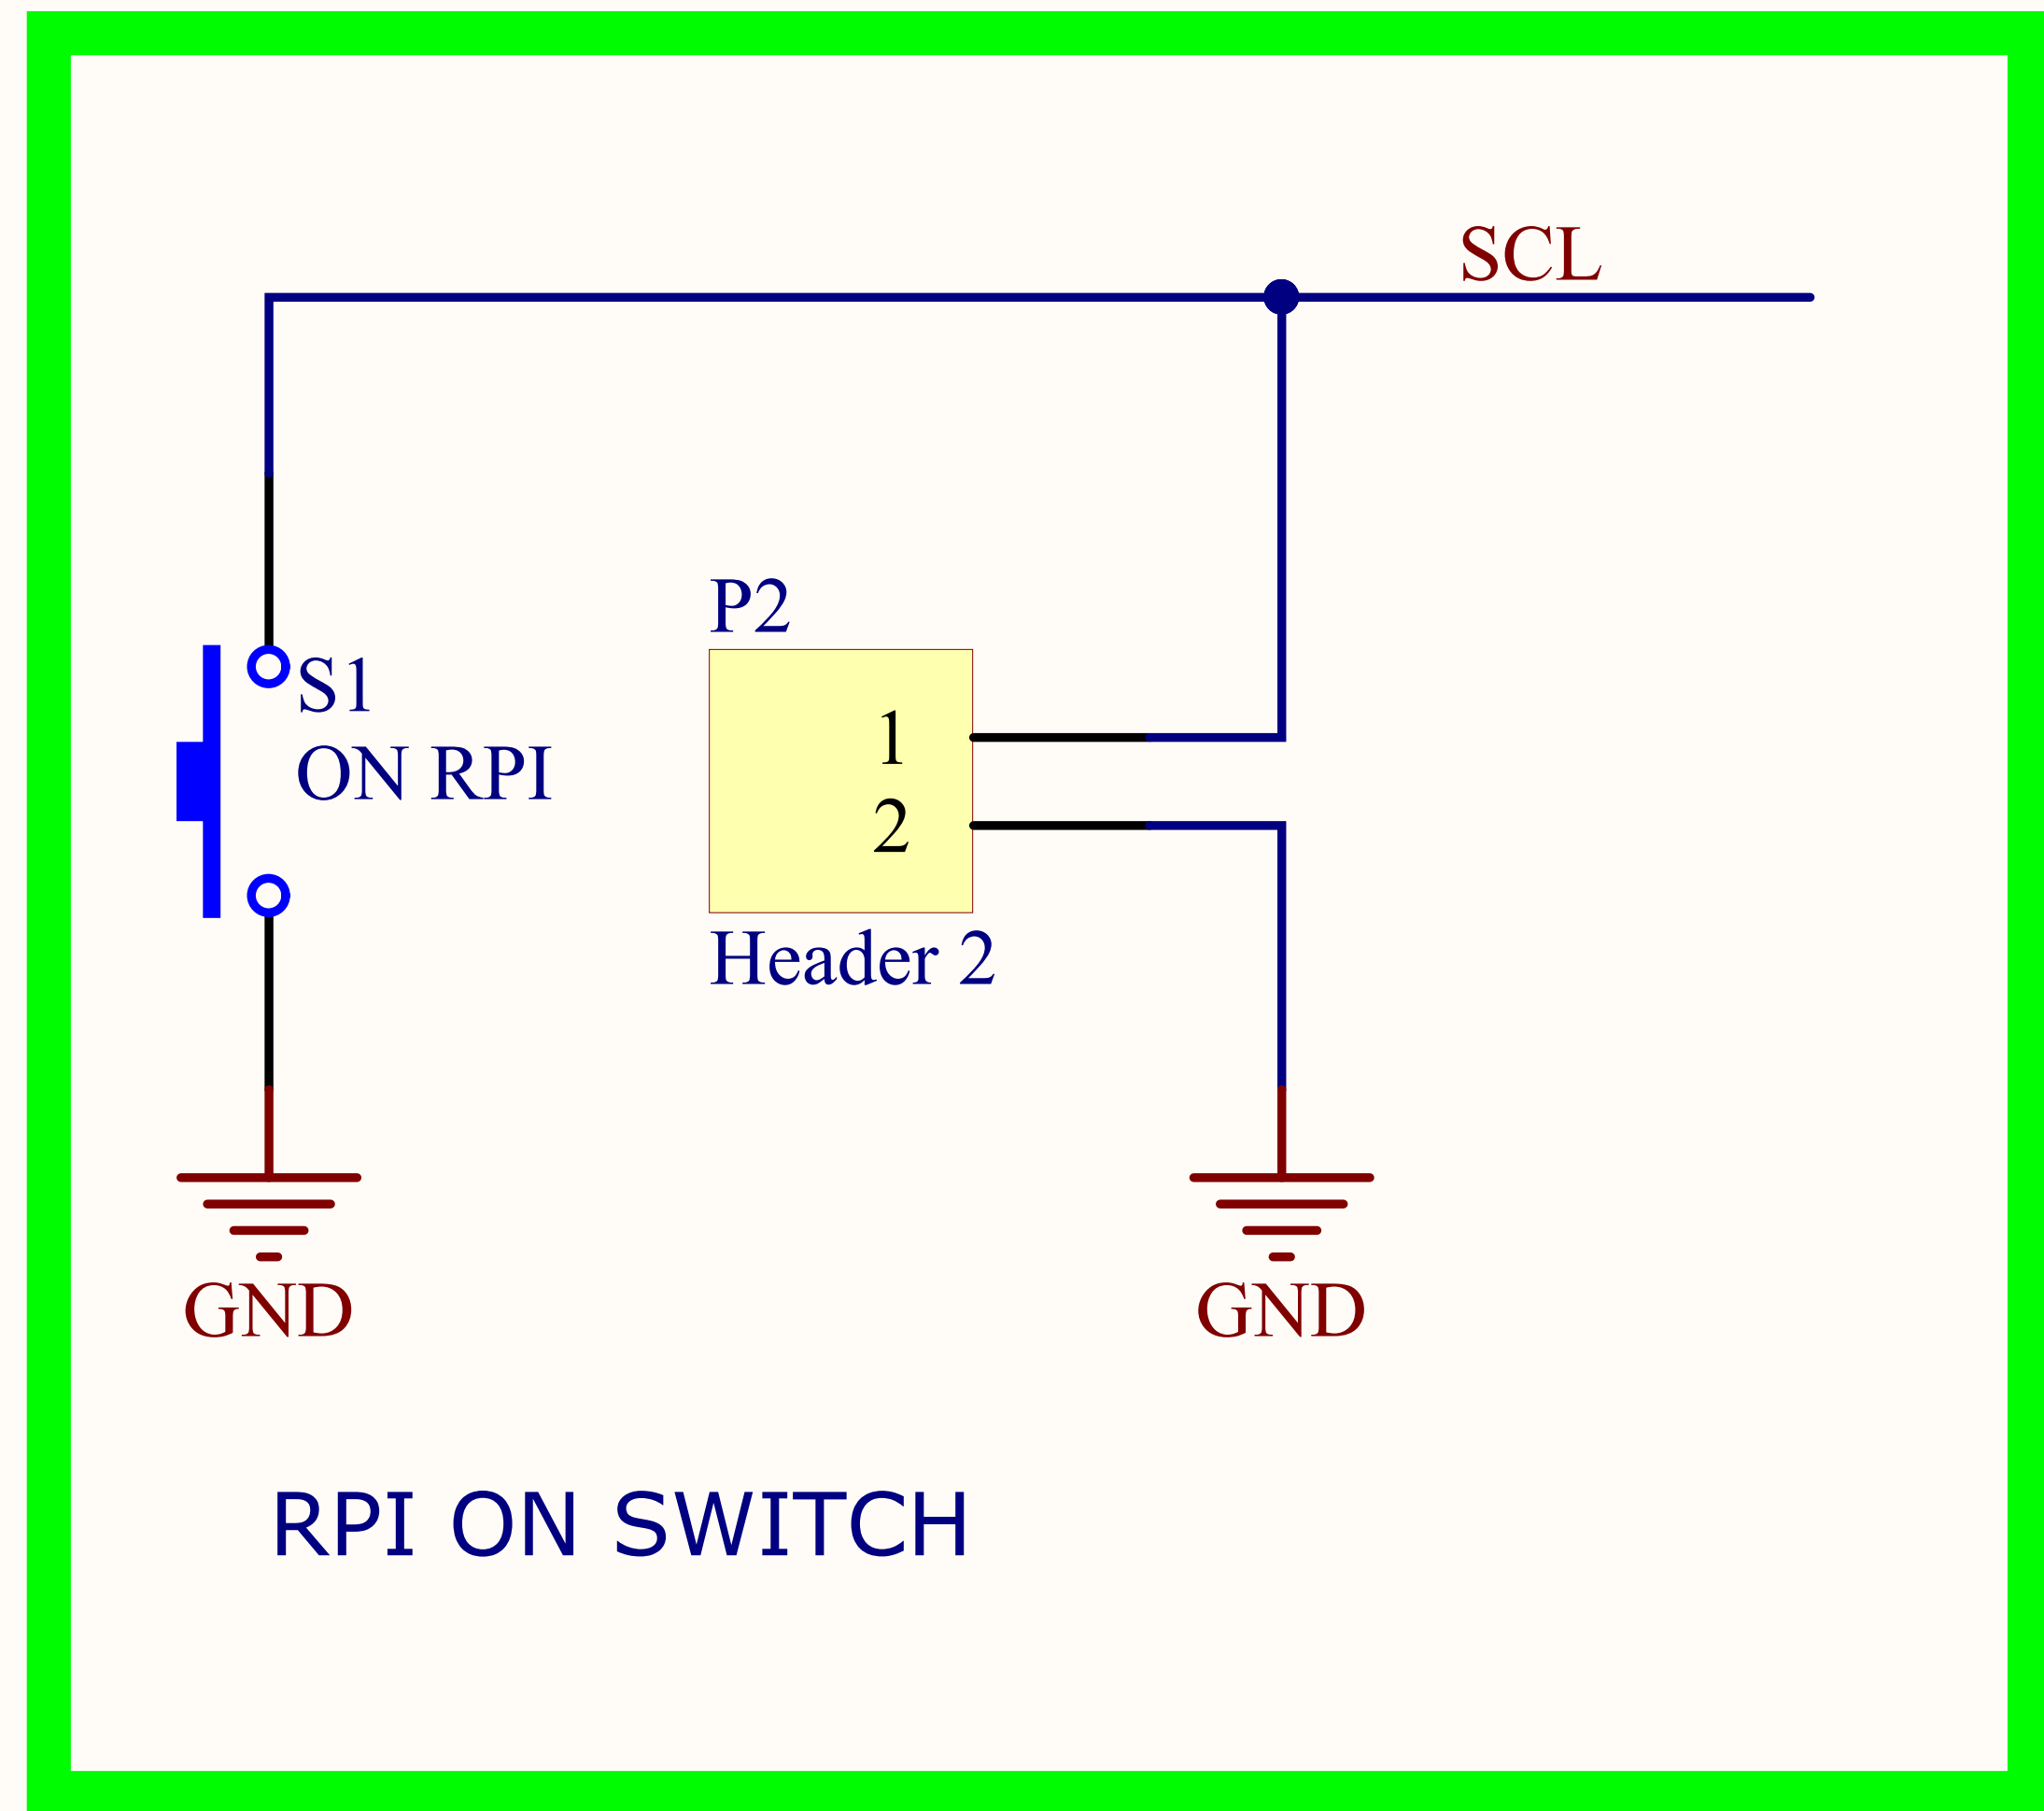 SCL
P2
S1
ON RPI
1
2
Header 2
GND
GND
RPI ON SWITCH